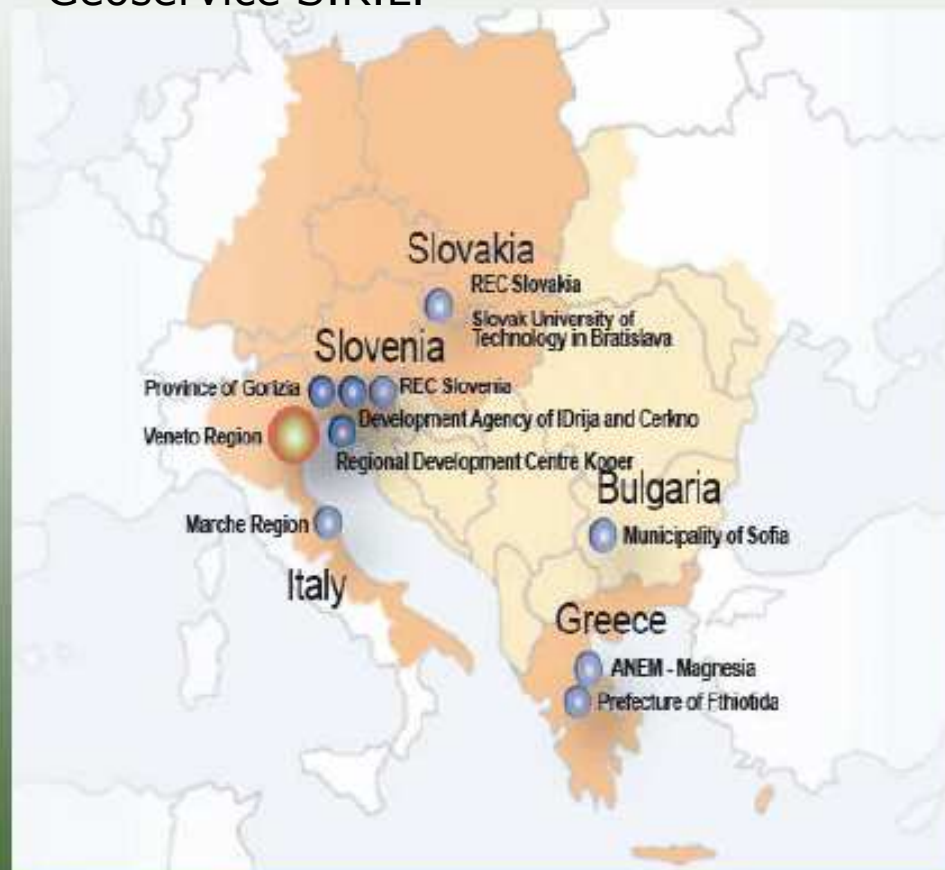 Geoservice S.R.L.
Slovakia
REC Slovakia
Slovak University of
Technology in Bratislava
Slovenia
Province of Gorizia
REC Slovenia
Development Agency of IDrija and Cerkno
Veneto Region
Regional Development Centre Koper
Bulgaria
Marche Region
Municipality of Sofia
Italy
Greece
ANEM - Magnesia
Prefecture of Fthiotida